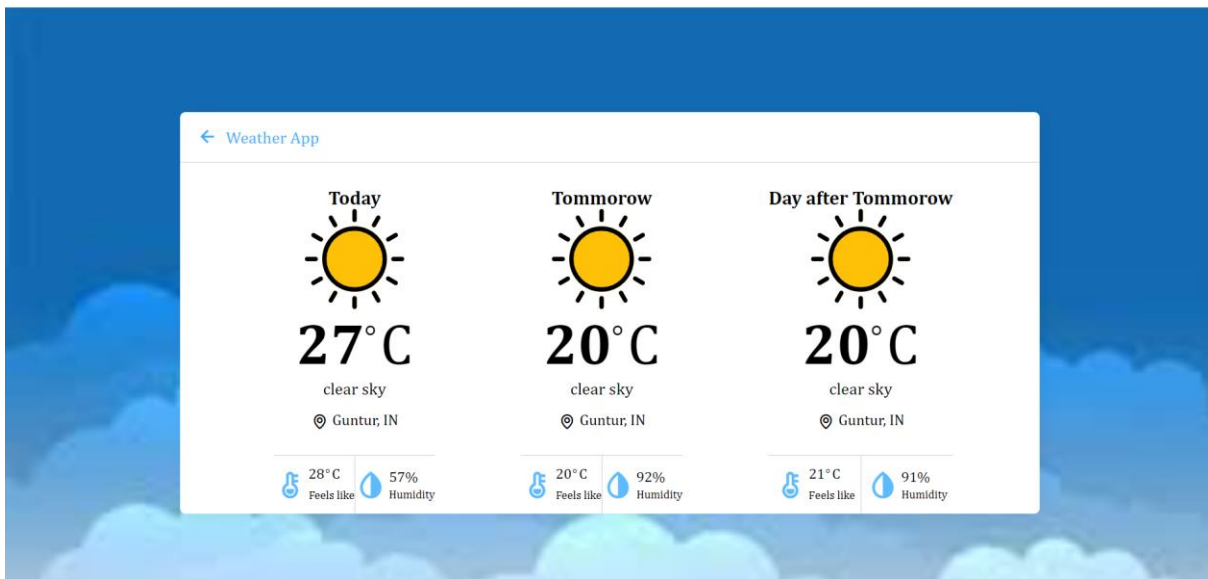 Weather App
Today
27°C
clear sky
Guntur, IN
28°C
Feels like
57%
Humidity
Tommorow
20°C
clear sky
Guntur, IN
20°C
Feels like
92%
Humidity
Day after Tommorow
20°C
clear sky
Guntur, IN
21°C
Feels like
91%
Humidity